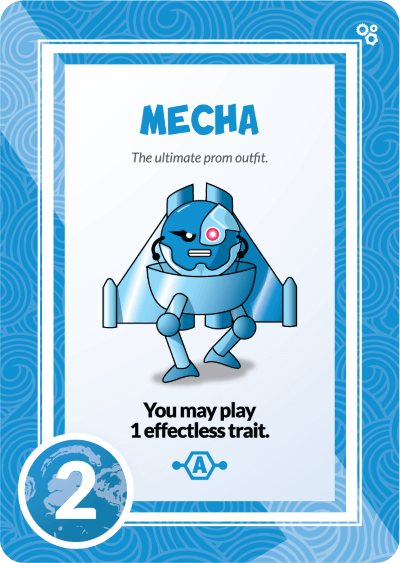 MECHA
The ultimate prom outfit.
You may play
1 effectless trait.
A
2